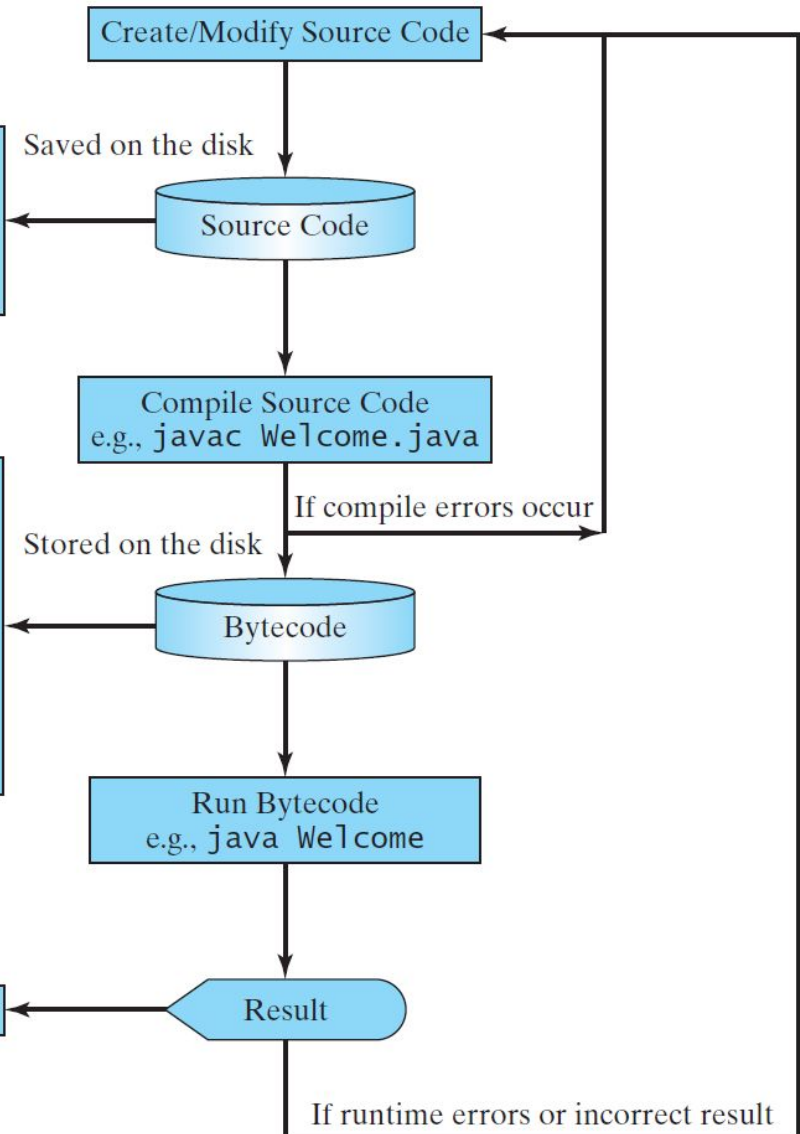 Create/Modify Source Code
Saved on the disk
Source Code
Compile Source Code
e.g., javac Welcome.java
If compile errors occur
Stored on the disk
Bytecode
Run Bytecode
e.g., java Welcome
Result
If runtime errors or incorrect result